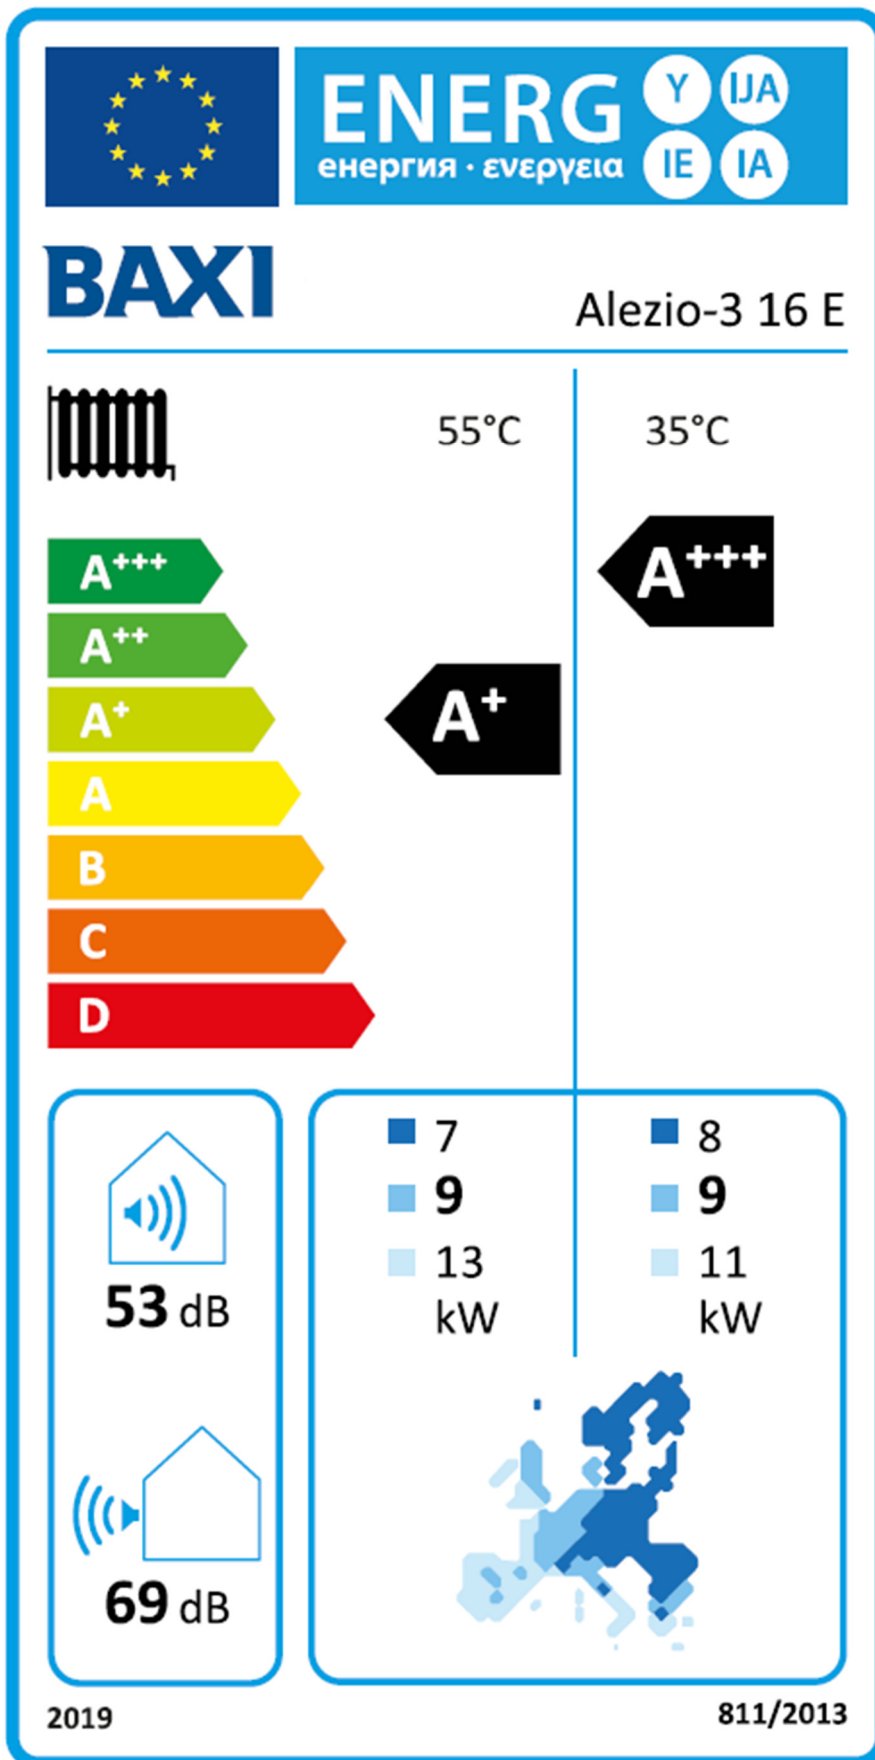 ENERG
енергия · ενεργεια
Y
IJA
IE
IA
BAXI
Alezio-3 16 E
55°C
35°C
A+++
A++
A+
A
B
C
D
A+
A+++
53 dB
69 dB
7
9
13
kW
8
9
11
kW
2019
811/2013